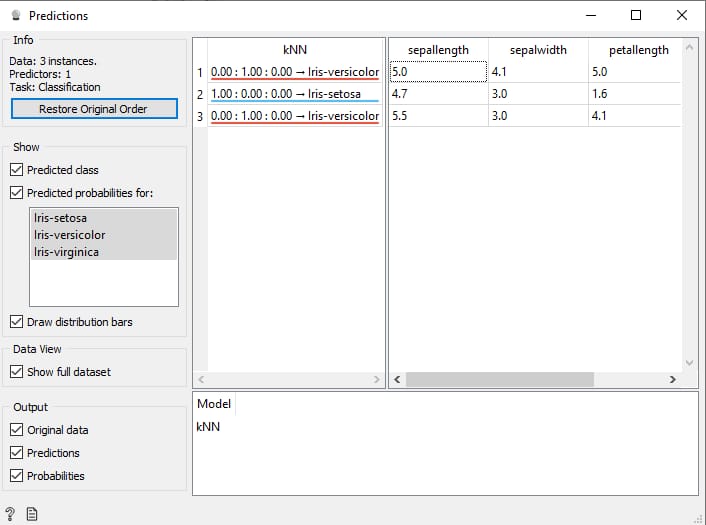 Predictions
Info
Data: 3 instances.
Predictors: 1
Task: Classification
Restore Original Order
Show
Predicted class
Predicted probabilities for:
Iris-setosa
Iris-versicolor
Iris-virginica
Draw distribution bars
Data View
Show full dataset
Output
Original data
Predictions
Probabilities
kNN
1 0.00 : 1.00 : 0.00 → Iris-versicolor
2 1.00 : 0.00 : 0.00 → Iris-setosa
3 0.00 : 1.00 : 0.00 → Iris-versicolor
sepallength sepalwidth petallength
5.0 4.1 5.0
4.7 3.0 1.6
5.5 3.0 4.1
Model
kNN